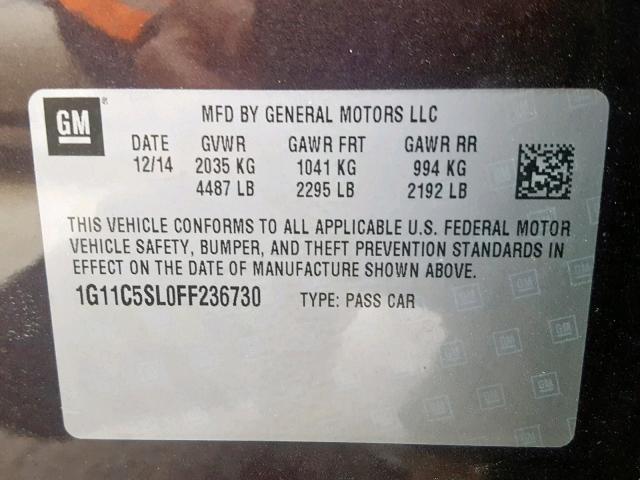 GM
MFD BY GENERAL MOTORS LLC
DATE GVWR GAWR FRT GAWR RR
12/14 2035 KG 1041 KG 994 KG
4487 LB 2295 LB 2192 LB
THIS VEHICLE CONFORMS TO ALL APPLICABLE U.S. FEDERAL MOTOR
VEHICLE SAFETY, BUMPER, AND THEFT PREVENTION STANDARDS IN
EFFECT ON THE DATE OF MANUFACTURE SHOWN ABOVE.
1G11C5SL0FF236730 TYPE: PASS CAR